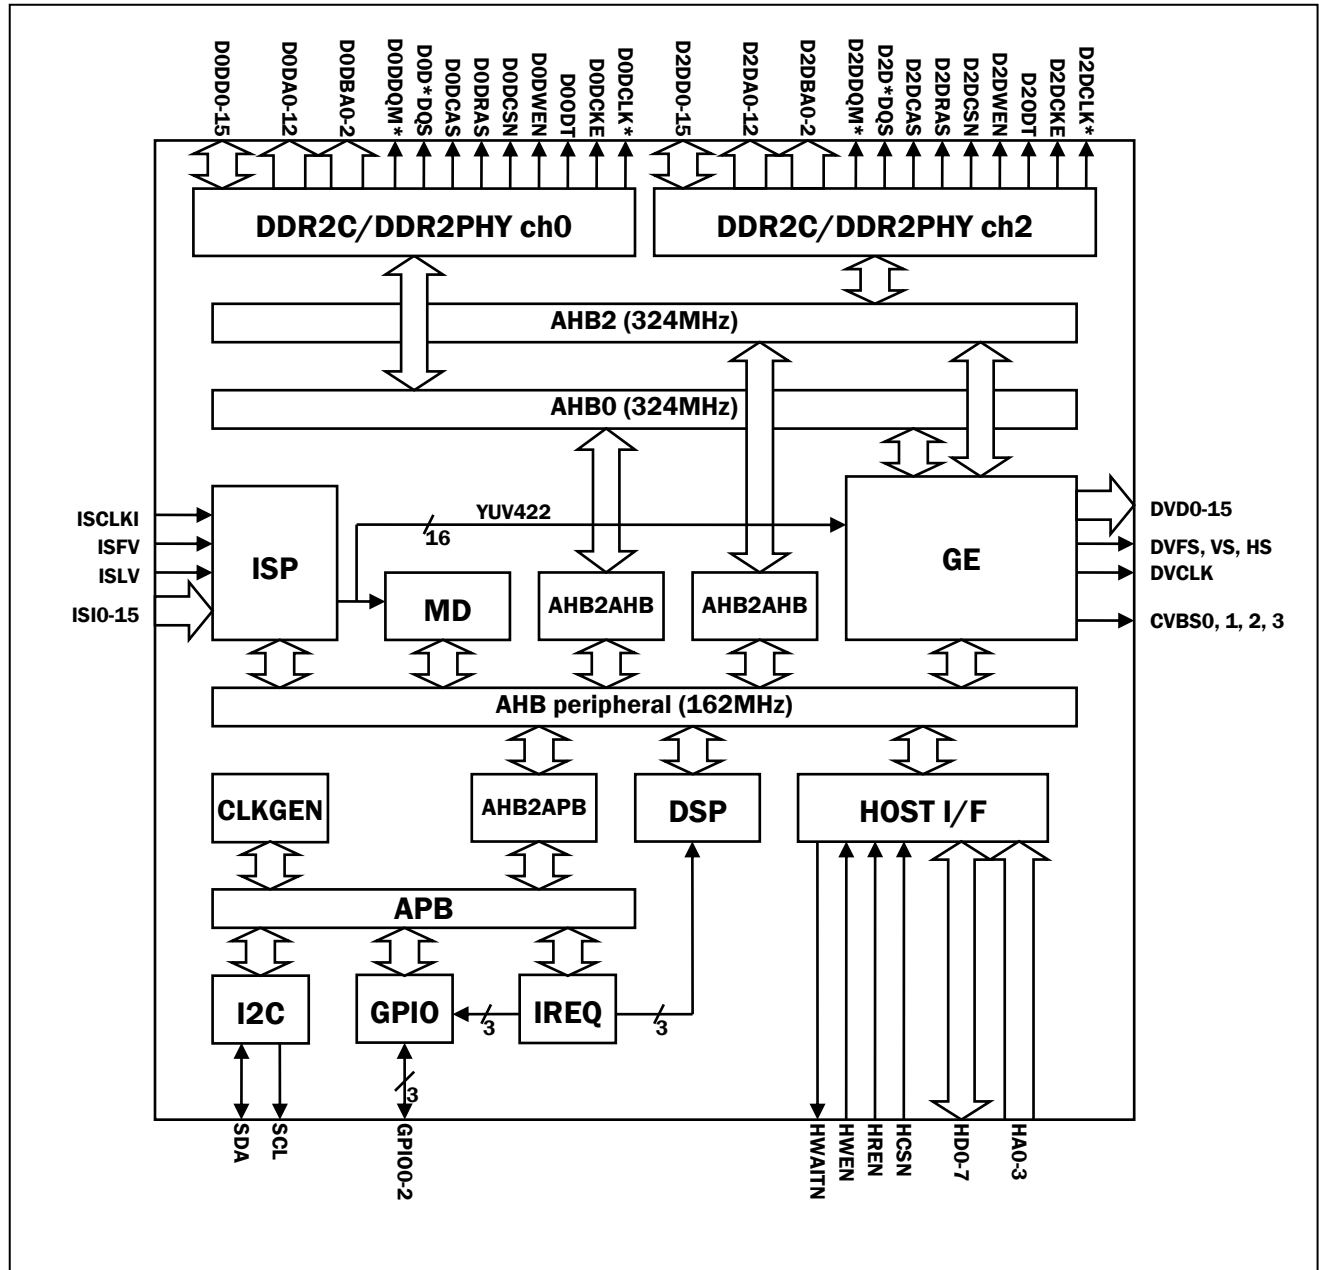 D0DD0-15
D0DA0-12
D0DBA0-2
D0DDQM*
D0D*DQS
D0DCAS
D0DRAS
D0DCSN
D0DWEN
D0ODT
D0DCKE
D0DCLK*
D2DD0-15
D2DA0-12
D2DBA0-2
D2DDQM*
D2D*DQS
D2DCAS
D2DRAS
D2DCSN
D2DWEN
D2ODT
D2DCKE
D2DCLK*
DDR2C/DDR2PHY ch0
DDR2C/DDR2PHY ch2
AHB2 (324MHz)
AHB0 (324MHz)
ISCLKI
ISFV
ISLV
ISI0-15
ISP
YUV422
16
MD
AHB2AHB
AHB2AHB
GE
DVD0-15
DVFS, VS, HS
DVCLK
CVBS0, 1, 2, 3
AHB peripheral (162MHz)
CLKGEN
AHB2APB
DSP
HOST I/F
APB
I2C
GPIO
3
IREQ
3
3
SDA
SCL
GPIO0-2
HWAITN
HWEN
HREN
HCSN
HD0-7
HA0-3